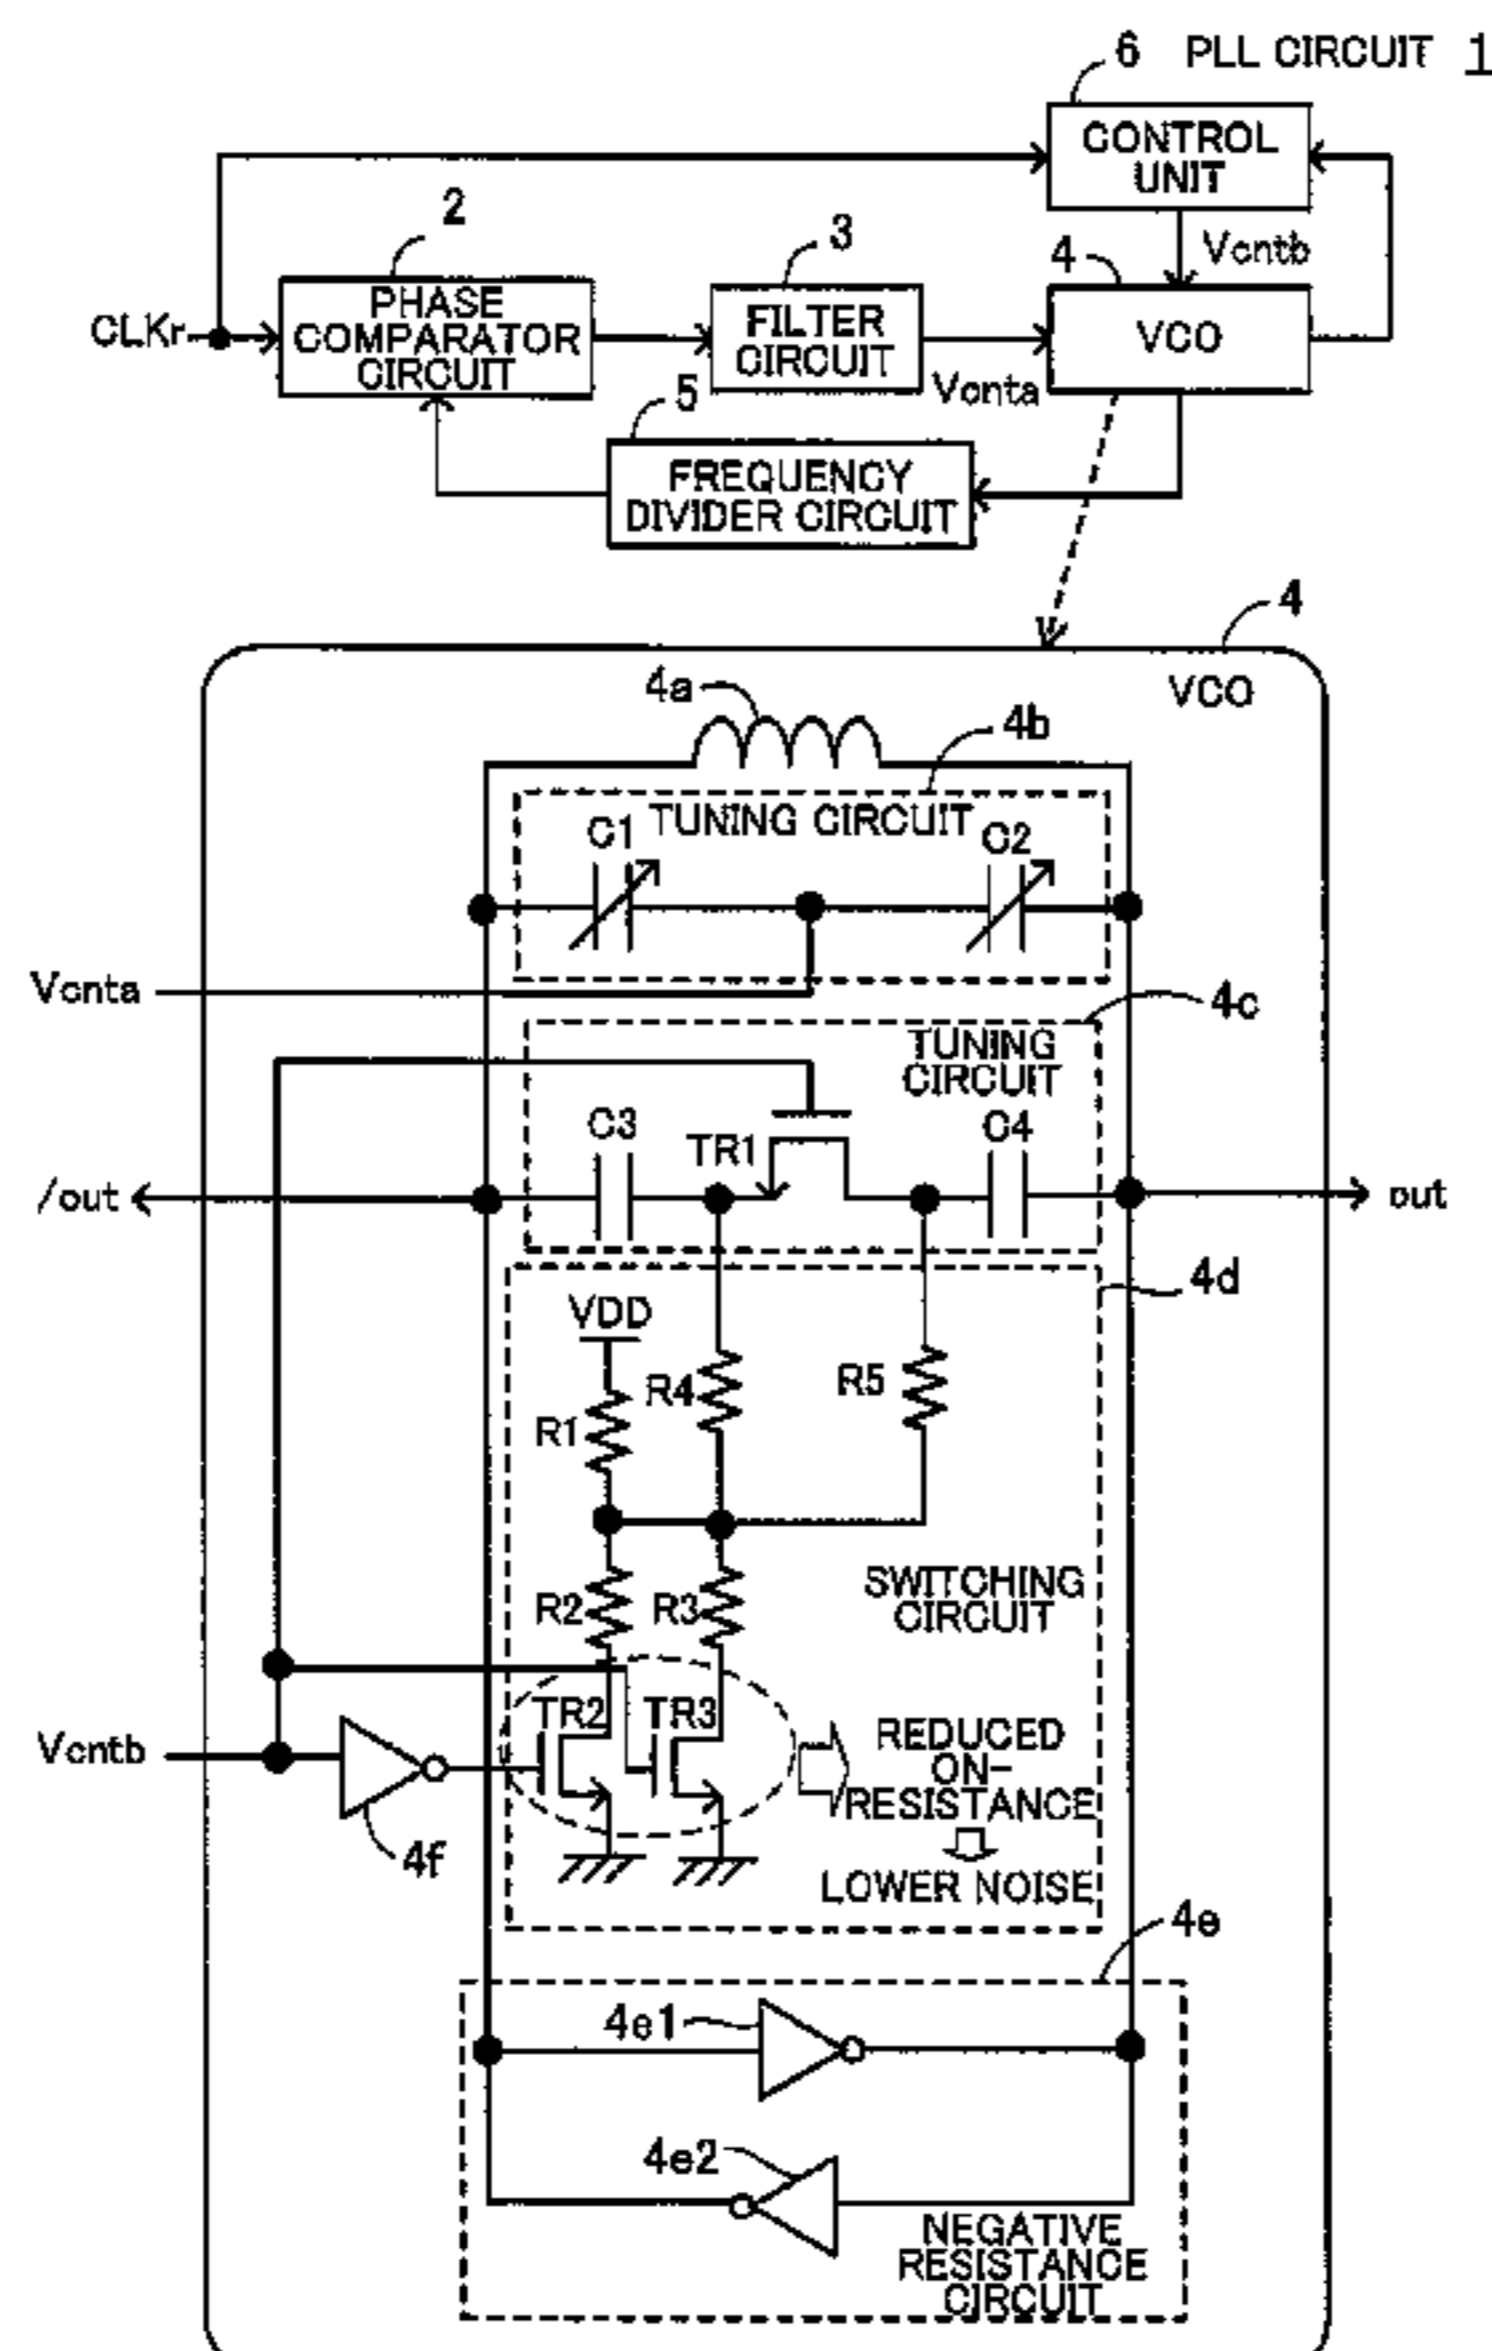 6 PLL CIRCUIT 1
CONTROL
UNIT
2
3
4
Vcntb
CLKr
PHASE
COMPARATOR
CIRCUIT
FILTER
CIRCUIT
VCO
Vcnta
5
FREQUENCY
DIVIDER CIRCUIT
4
VCO
4a
4b
TUNING CIRCUIT
C1
C2
Vcnta
4c
TUNING
CIRCUIT
C3
TR1
C4
/out
out
4d
VDD
R4
R5
R1
SWITCHING
CIRCUIT
R2
R3
TR2
TR3
Vcntb
REDUCED
ON-
RESISTANCE
4f
LOWER NOISE
4e
4e1
4e2
NEGATIVE
RESISTANCE
CIRCUIT